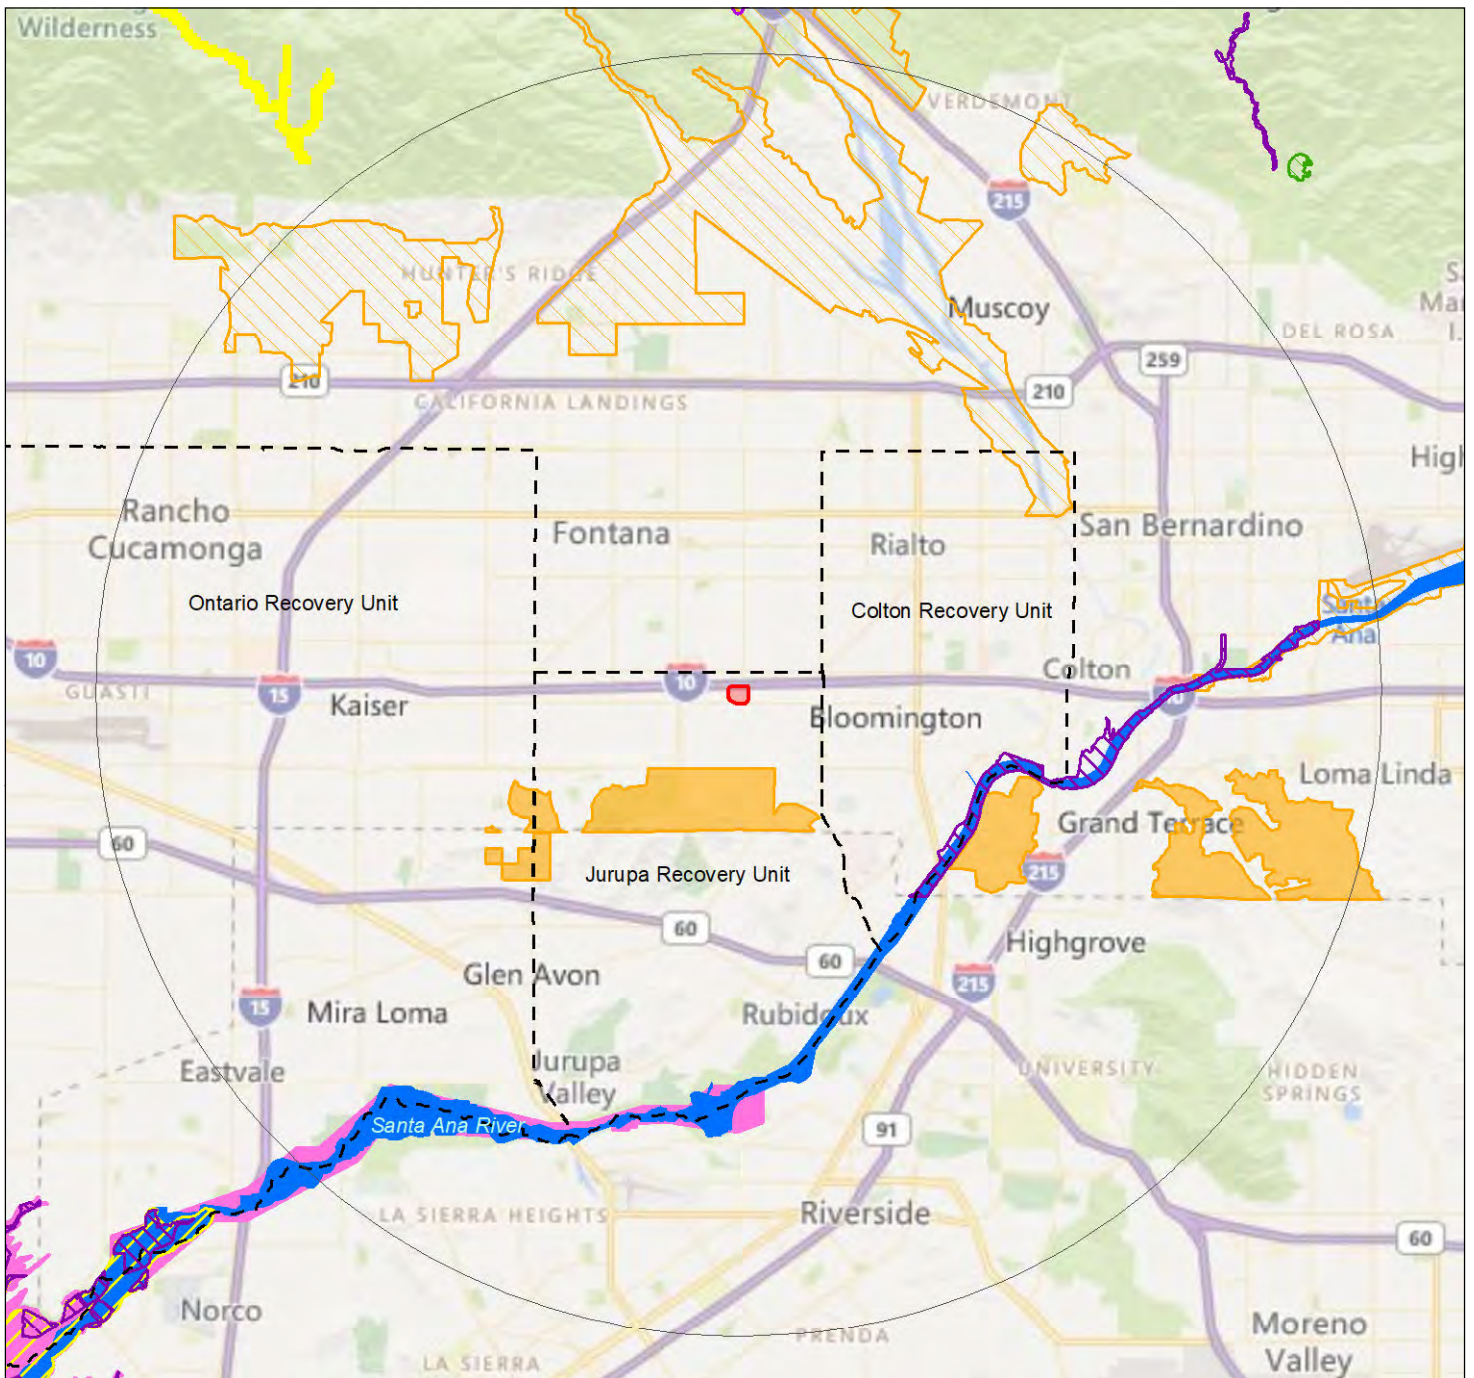 Wilderness
VERDEMONT
215
HUNTER'S RIDGE
Muscoy
DEL ROSA
259
210
210
CALIFORNIA LANDINGS
Rancho
Cucamonga
Fontana
Rialto
San Bernardino
Ontario Recovery Unit
Colton Recovery Unit
Santa
Ana
10
GUASTI
15
Kaiser
10
Bloomington
Colton
Loma Linda
60
Grand Terrace
215
Jurupa Recovery Unit
60
60
Highgrove
215
Glen Avon
15
Mira Loma
Rubidoux
Eastvale
Jurupa
Valley
UNIVERSITY
HIDDEN
SPRINGS
Santa Ana River
91
LA SIERRA HEIGHTS
Riverside
60
Norco
PRENDA
LA SIERRA
Moreno
Valley